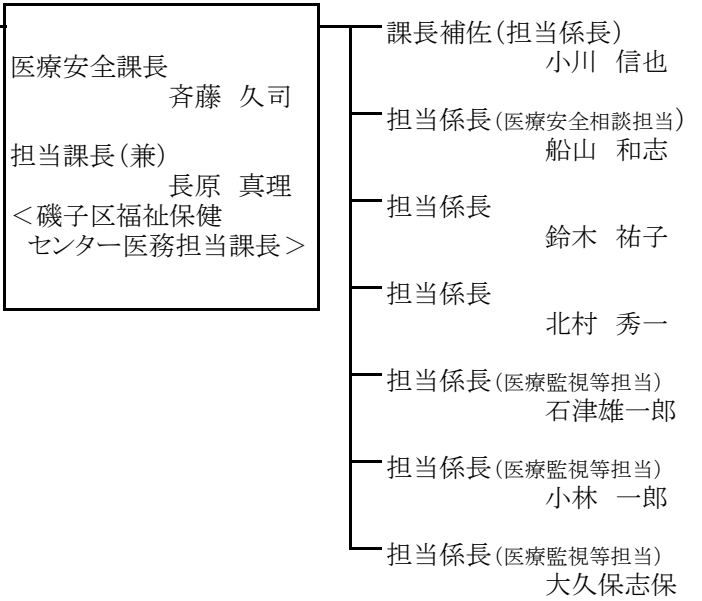 医療安全課長
斉藤　久司
担当課長（兼）
長原　真理
＜磯子区福祉保健
センター医務担当課長＞
課長補佐（担当係長）
小川　信也
担当係長（医療安全相談担当）
船山　和志
担当係長
鈴木　祐子
担当係長
北村　秀一
担当係長（医療監視等担当）
石津雄一郎
担当係長（医療監視等担当）
小林　一郎
担当係長（医療監視等担当）
大久保志保